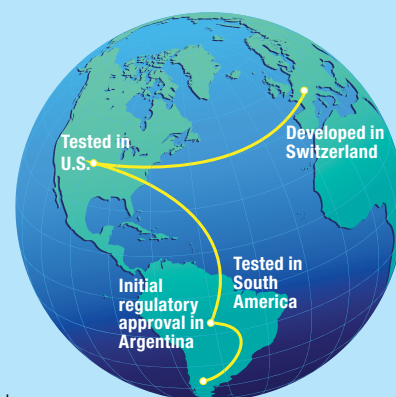 Tested in
U.S.
Developed in
Switzerland
Tested in
South
America
Initial
regulatory
approval in
Argentina